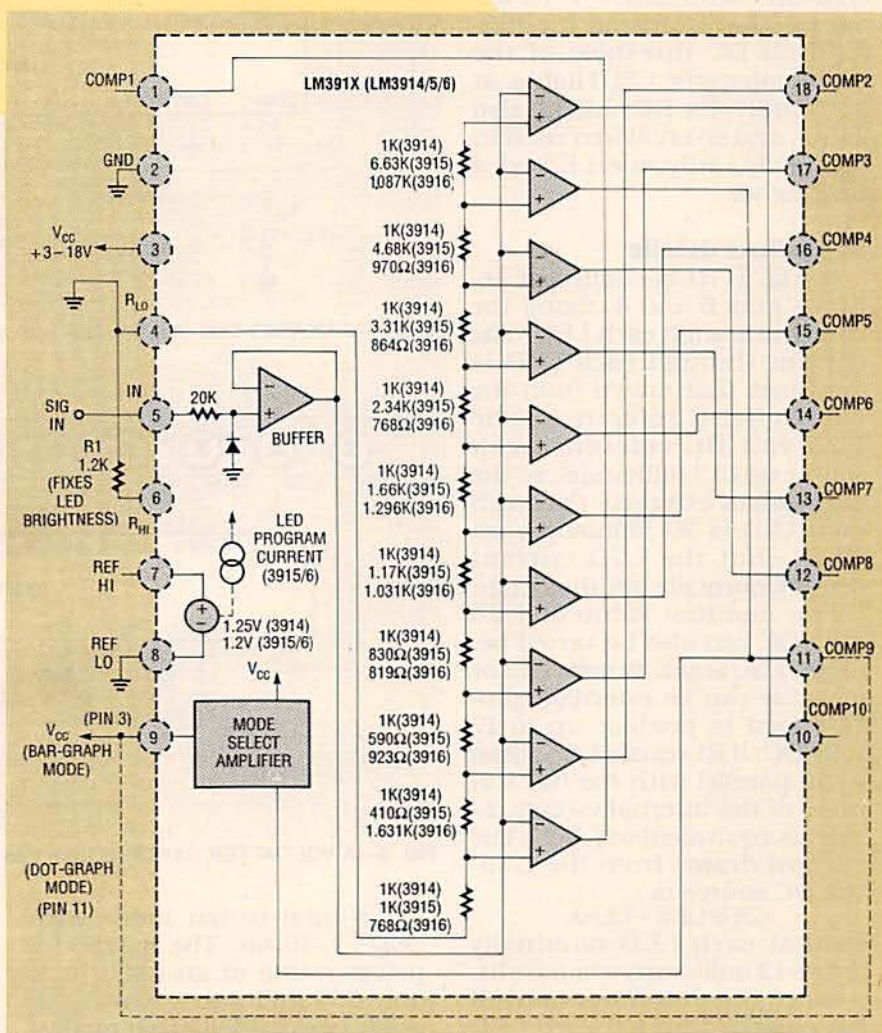 LM391X (LM3914/5/6)
COMP1
1
GND
2
VCC
+3–18V
3
RLO
4
IN
SIG
IN
5
20K
BUFFER
R1
1.2K
(FIXES
LED
BRIGHTNESS)
6
RHI
LED
PROGRAM
CURRENT
(3915/6)
REF
HI
7
1.25V (3914)
1.2V (3915/6)
REF
LO
8
VCC
VCC
(PIN 3)
(BAR-GRAPH
MODE)
9
MODE
SELECT
AMPLIFIER
(DOT-GRAPH
MODE)
(PIN 11)
1K(3914)
6.63K(3915)
1,087K(3916)
1K(3914)
4.68K(3915)
970Ω(3916)
1K(3914)
3.31K(3915)
864Ω(3916)
1K(3914)
2.34K(3915)
768Ω(3916)
1K(3914)
1.66K(3915)
1.296K(3916)
1K(3914)
1.17K(3915)
1.031K(3916)
1K(3914)
830Ω(3915)
819Ω(3916)
1K(3914)
590Ω(3915)
923Ω(3916)
1K(3914)
410Ω(3915)
1.631K(3916)
1K(3914)
1K(3915)
768Ω(3916)
18
COMP2
17
COMP3
16
COMP4
15
COMP5
14
COMP6
13
COMP7
12
COMP8
11
COMP9
10
COMP10